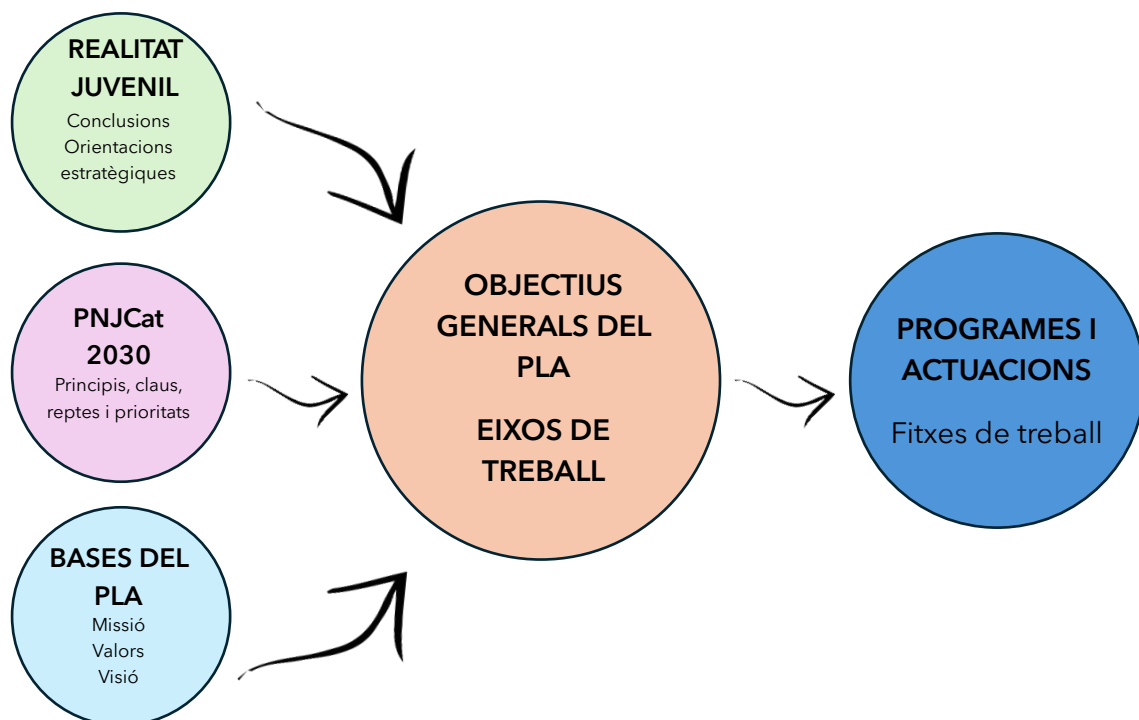 REALITAT
JUVENIL
Conclusions
Orientacions
estratègiques
PNJCat
2030
Principis, claus,
reptes i prioritats
BASES DEL
PLA
Missió
Valors
Visió
OBJECTIUS
GENERALS DEL
PLA
EIXOS DE
TREBALL
PROGRAMES I
ACTUACIONS
Fitxes de treball